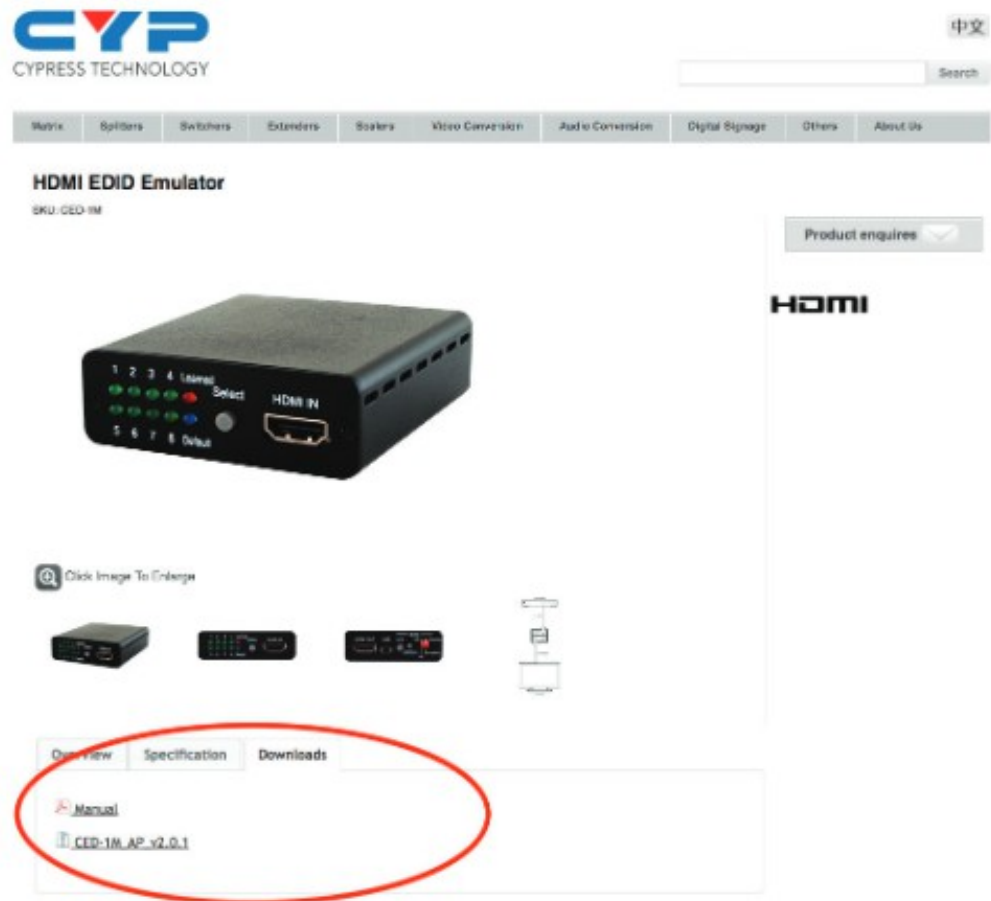 CYP
中文
CYPRESS TECHNOLOGY
Search
Matrix Splitters Switchers Extenders Scalers Video Conversion Audio Conversion Digital Signage Others About Us
HDMI EDID Emulator
SKU: CED-1M
Product enquires
HDMI
1 2 3 4 Learned
Select
HDMI IN
5 6 7 8 Default
Click Image To Enlarge
Overview Specification Downloads
Manual
CED-1M_AP_v2.0.1